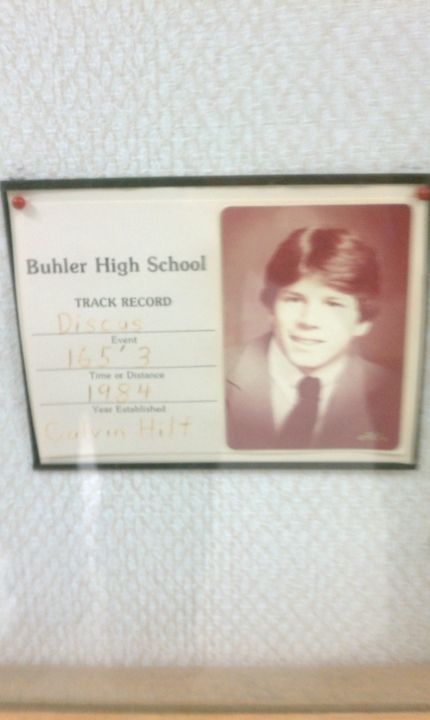 Buhler High School
TRACK RECORD
Discus
Event
165' 3
Time or Distance
1984
Year Established
Calvin Hilt